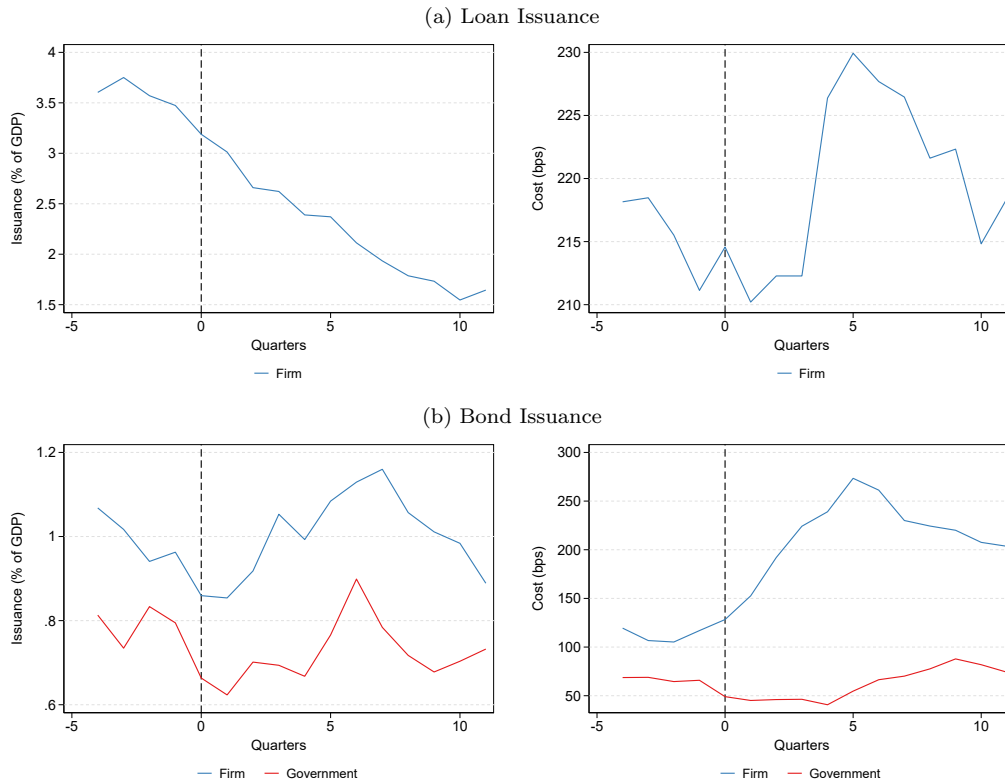 (a) Loan Issuance
Issuance (% of GDP)
4
3.5
3
2.5
2
1.5
-5 0 5 10
Quarters
Firm
Cost (bps)
230
225
220
215
210
-5 0 5 10
Quarters
Firm
(b) Bond Issuance
Issuance (% of GDP)
1.2
1
.8
.6
-5 0 5 10
Quarters
Firm Government
Cost (bps)
300
250
200
150
100
50
-5 0 5 10
Quarters
Firm Government